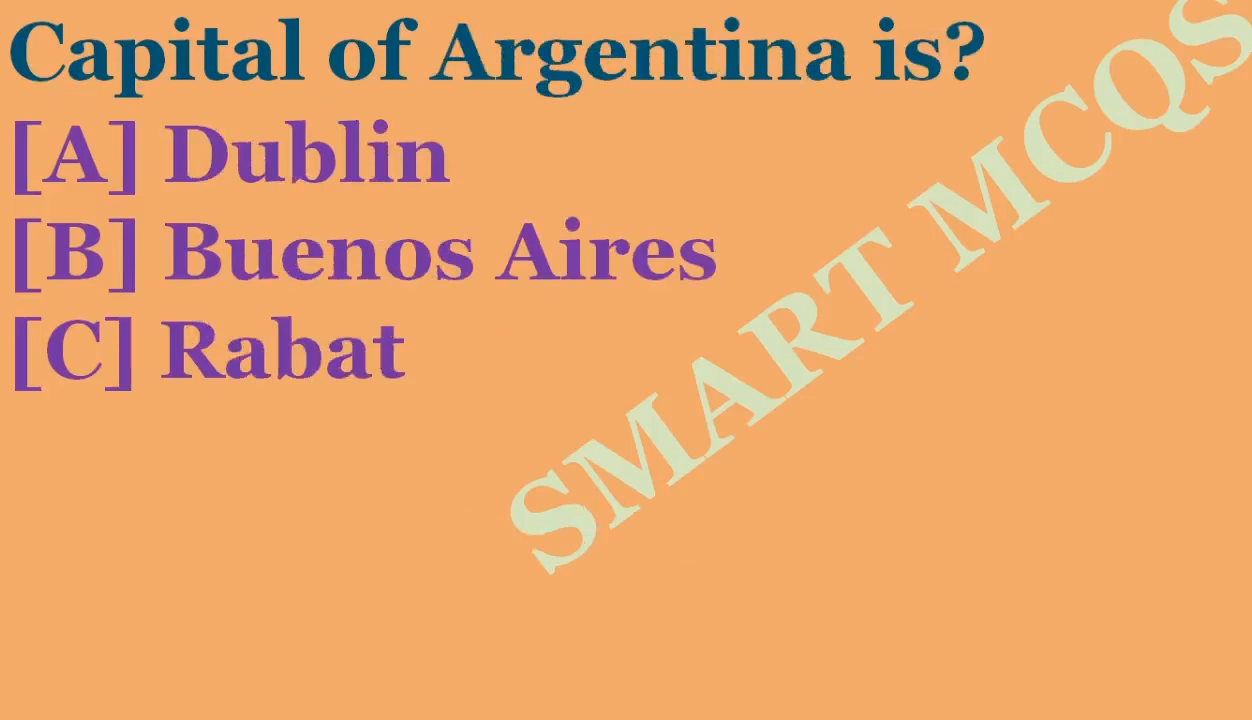 Capital of Argentina is?
[A] Dublin
[B] Buenos Aires
[C] Rabat
SMART MCQS